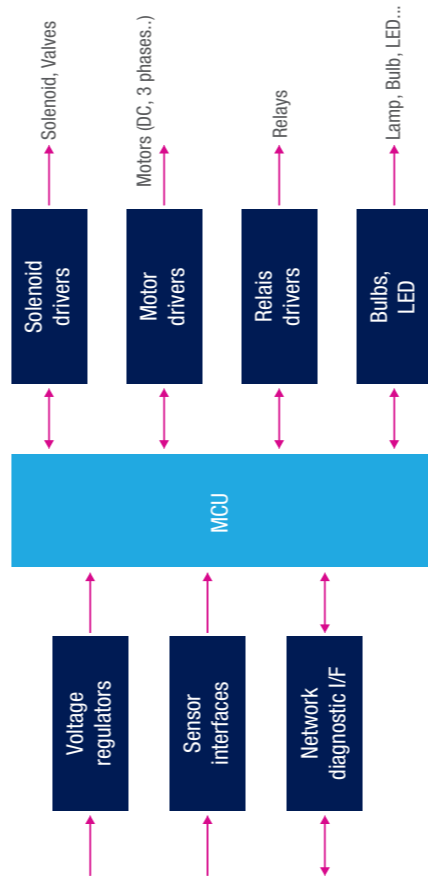 Voltage
regulators
Sensor
interfaces
Network
diagnostic I/F
MCU
Solenoid
drivers
Motor
drivers
Relais
drivers
Bulbs,
LED
Solenoid, Valves
Motors (DC, 3 phases..)
Relays
Lamp, Bulb, LED...